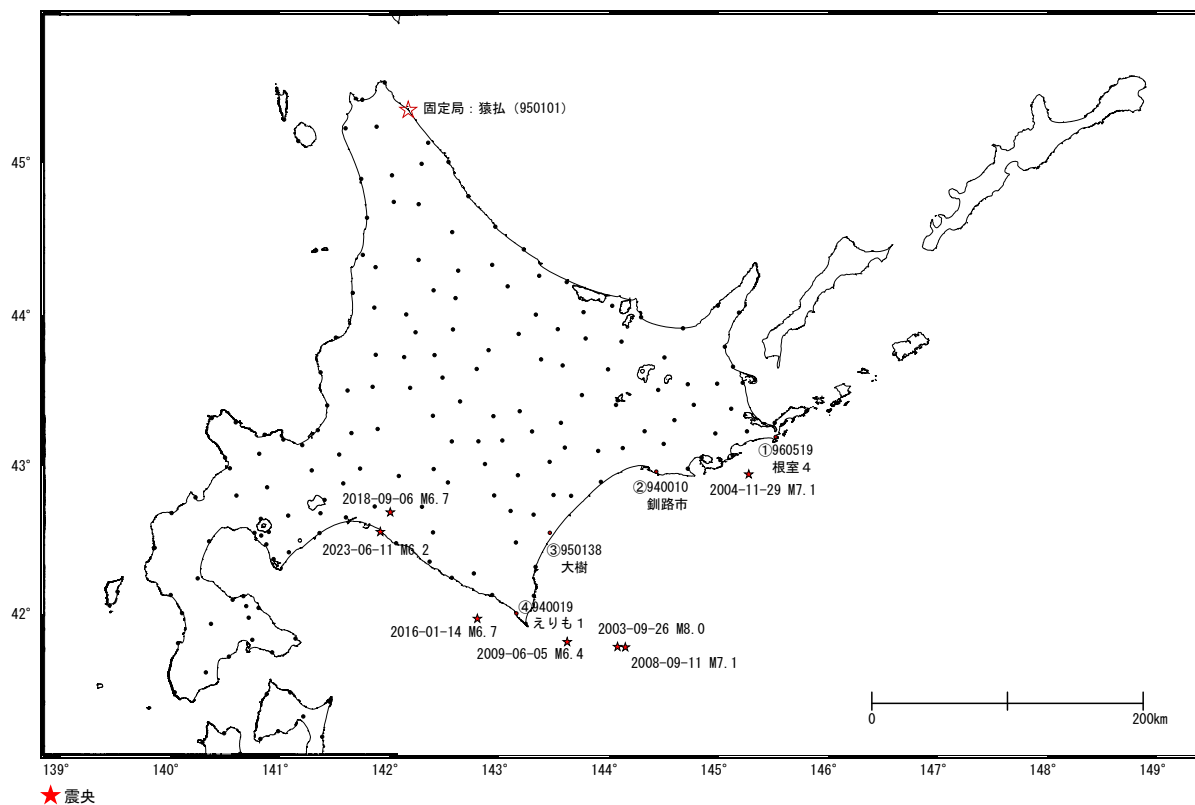 ☆ 固定局：猿払（950101）
45°
44°
①960519
根室４
43°
2004-11-29 M7.1
②940010
釧路市
2018-09-06 M6.7
2023-06-11 M6.2
③950138
大樹
42°
④940019
えりも１
2016-01-14 M6.7
2003-09-26 M8.0
2009-06-05 M6.4
2008-09-11 M7.1
0
200km
139°
140°
141°
142°
143°
144°
145°
146°
147°
148°
149°
★ 震央